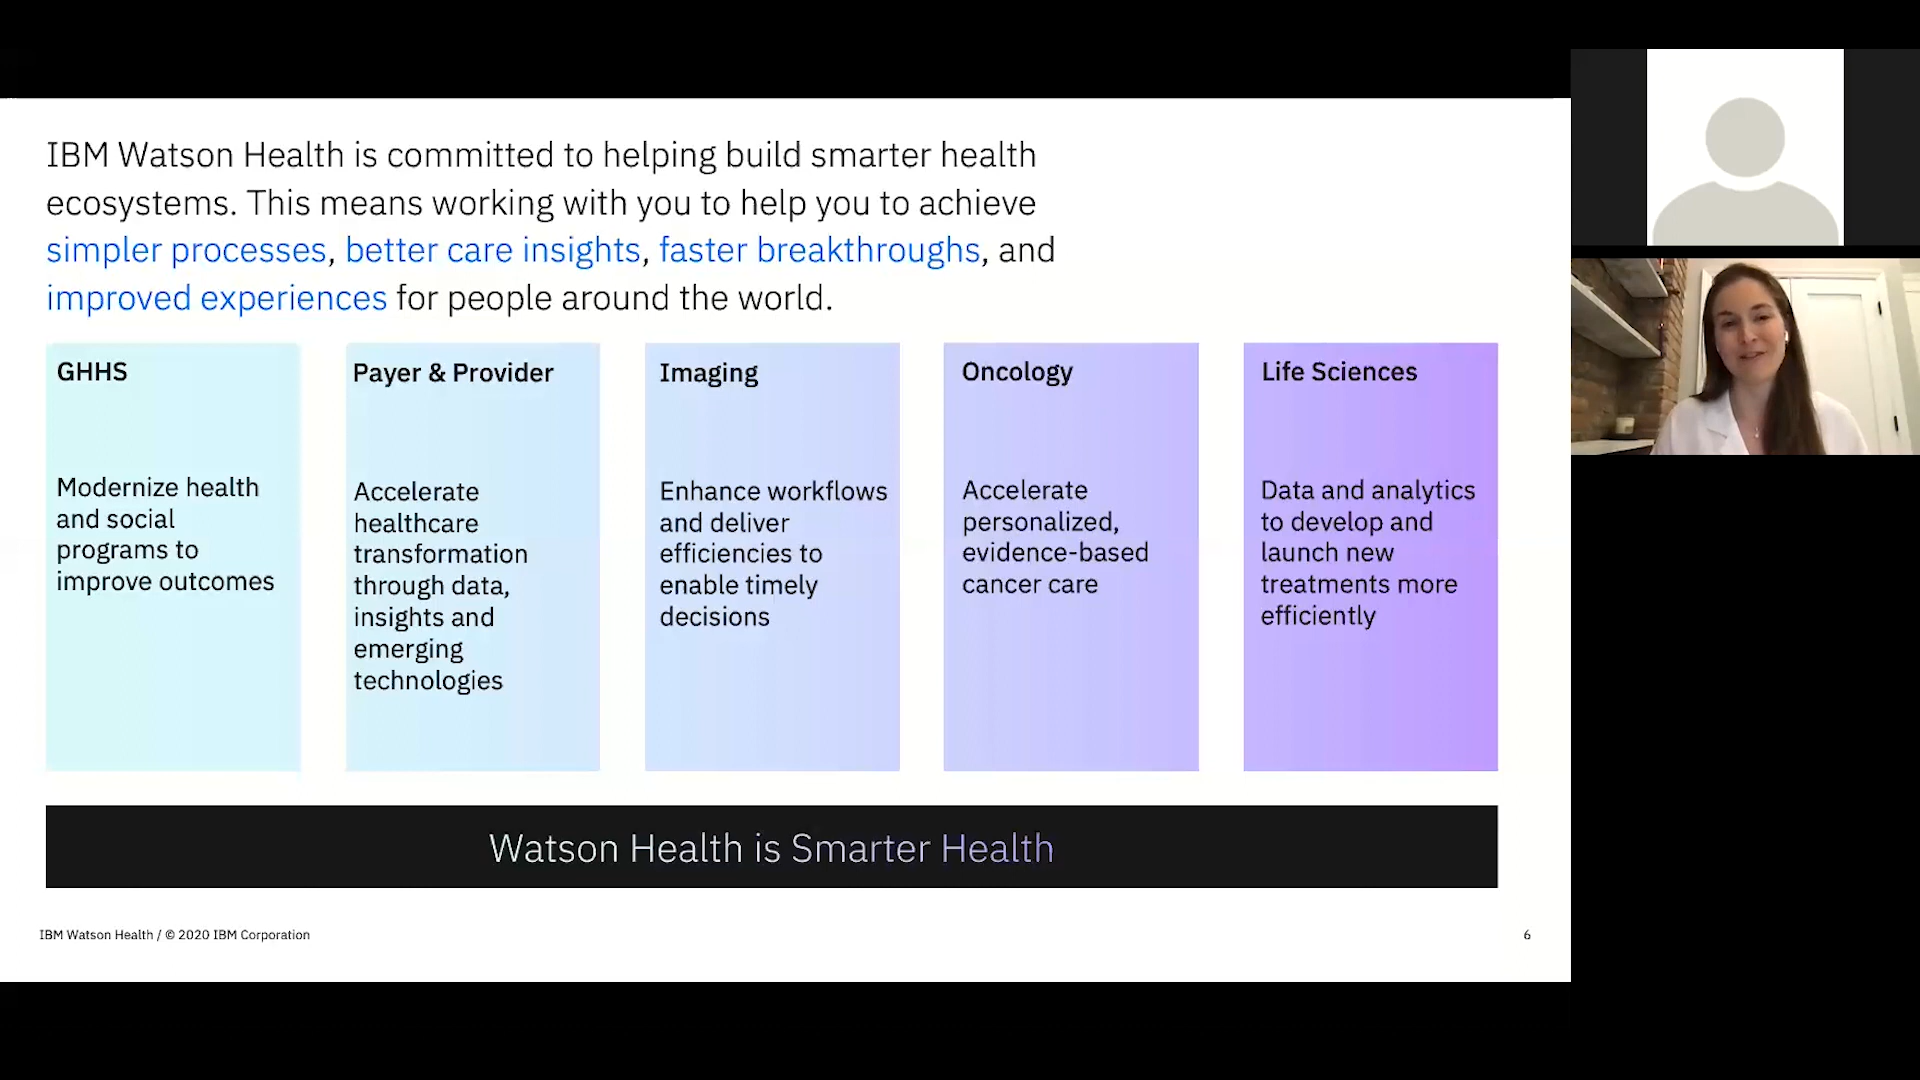 IBM Watson Health is committed to helping build smarter health
ecosystems. This means working with you to help you to achieve
simpler processes, better care insights, faster breakthroughs, and
improved experiences for people around the world.
GHHS
Modernize health
and social
programs to
improve outcomes
Payer & Provider
Accelerate
healthcare
transformation
through data,
insights and
emerging
technologies
Imaging
Enhance workflows
and deliver
efficiencies to
enable timely
decisions
Oncology
Accelerate
personalized,
evidence-based
cancer care
Life Sciences
Data and analytics
to develop and
launch new
treatments more
efficiently
Watson Health is Smarter Health
IBM Watson Health / © 2020 IBM Corporation
6